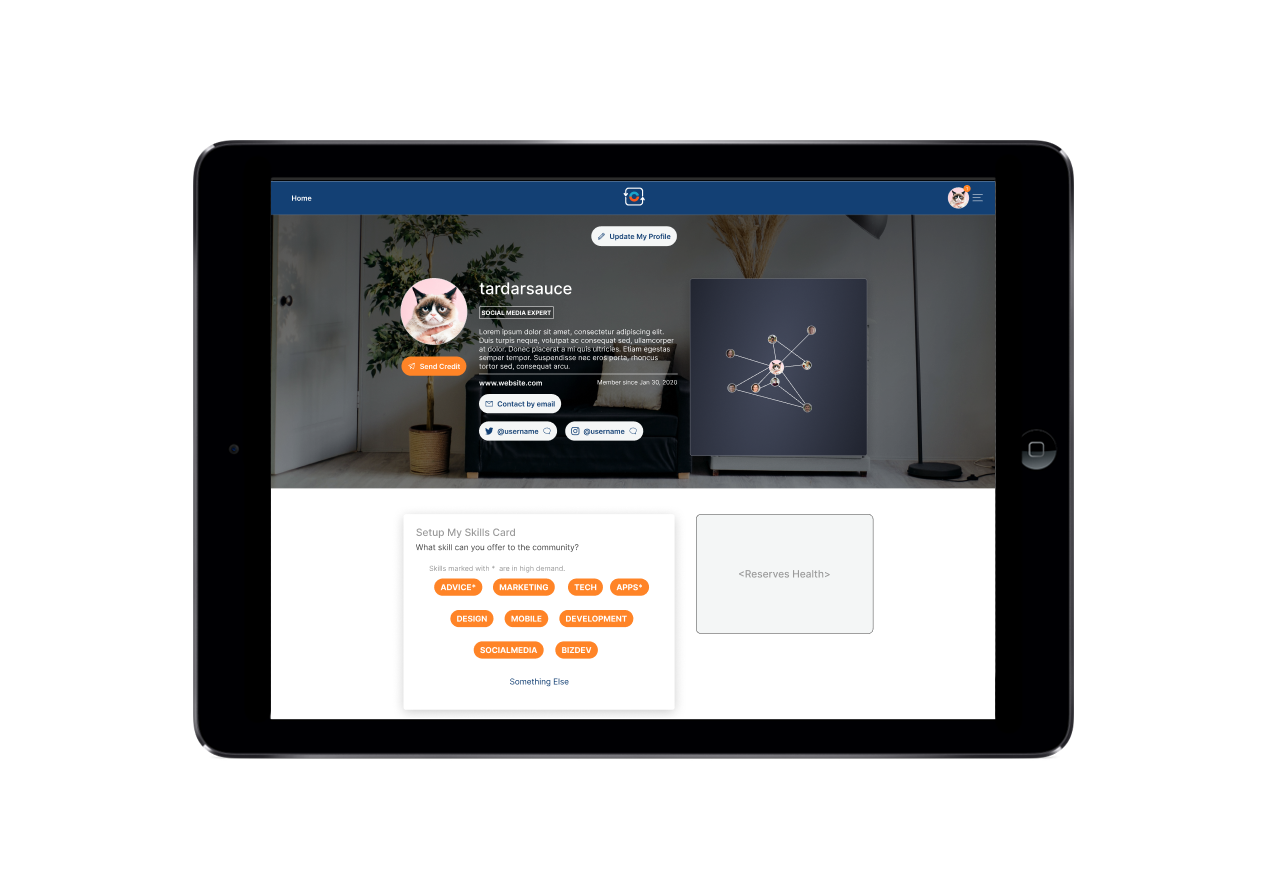 Home
Update My Profile
tardarsauce
SOCIAL MEDIA EXPERT
Lorem ipsum dolor sit amet, consectetur adipiscing elit.
Duis turpis neque, volutpat ac consequat sed, ullamcorper
at dolor. Donec placerat a mi quis ultricies. Etiam egestas
semper tempor. Suspendisse nec eros porta, rhoncus
tortor sed, consequat arcu.
Send Credit
www.website.com
Member since Jan 30, 2020
Contact by email
@username
@username
Setup My Skills Card
What skill can you offer to the community?
Skills marked with * are in high demand.
ADVICE*
MARKETING
TECH
APPS*
DESIGN
MOBILE
DEVELOPMENT
SOCIALMEDIA
BIZDEV
Something Else
<Reserves Health>